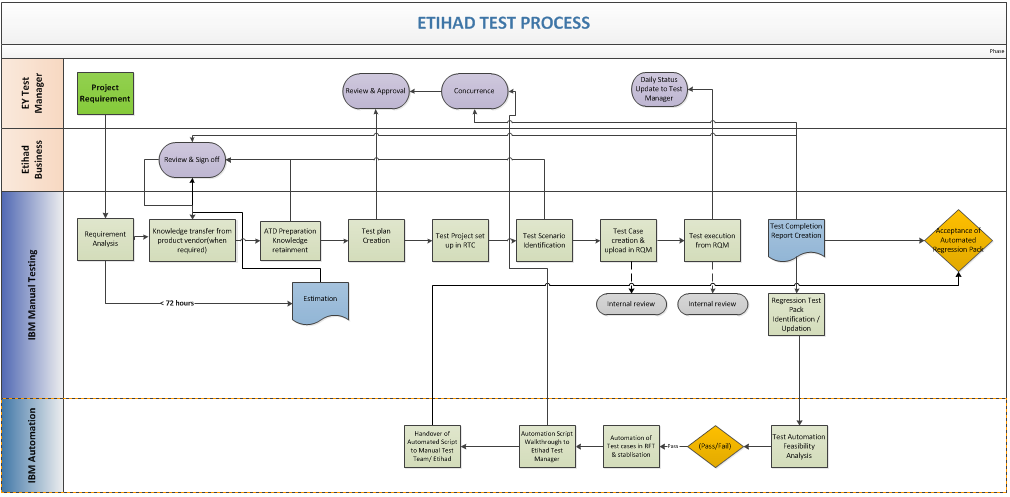 ETIHAD TEST PROCESS
Phase
EY Test
Manager
Project
Requirement
Review & Approval
Concurrence
Daily Status
Update to Test
Manager
Etihad
Business
Review & Sign off
IBM Manual Testing
Requirement
Analysis
Knowledge transfer from
product vendor(when
required)
ATD Preparation
Knowledge
retainment
Test plan
Creation
Test Project set
up in RTC
Test Scenario
Identification
Test Case
creation &
upload in RQM
Test execution
from RQM
Test Completion
Report Creation
Acceptance of
Automated
Regression Pack
< 72 hours
Estimation
Internal review
Internal review
Regression Test
Pack
Identification /
Updation
IBM Automation
Handover of
Automated Script
to Manual Test
Team/ Etihad
Automation Script
Walkthrough to
Etihad Test
Manager
Automation of
Test cases in RFT
& stablisation
Pass
(Pass/Fail)
Test Automation
Feasibility
Analysis